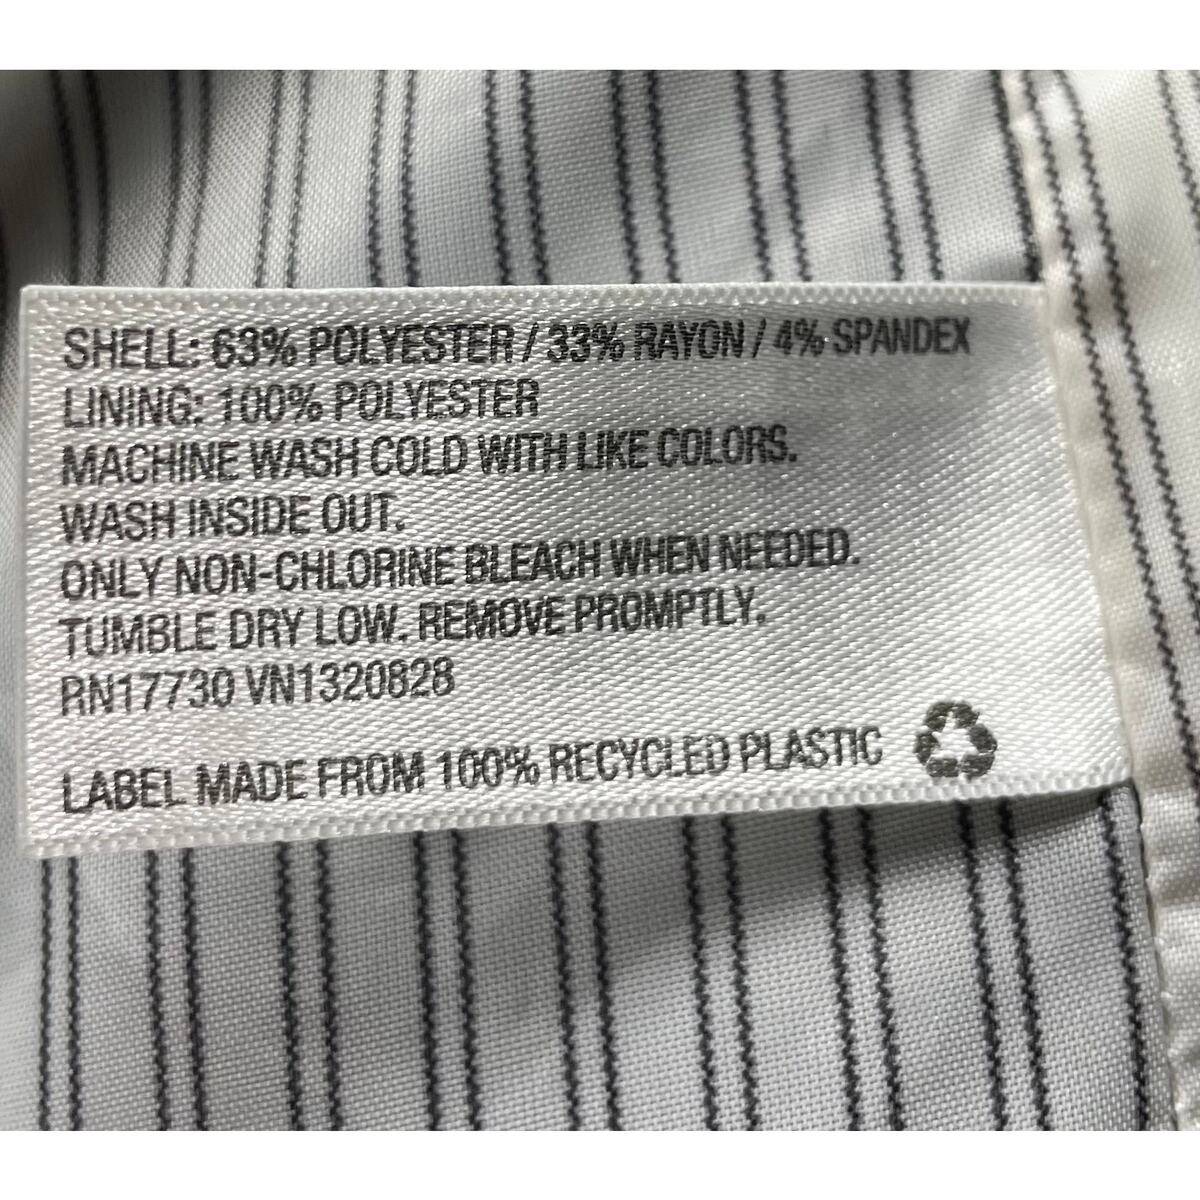 SHELL: 63% POLYESTER / 33% RAYON / 4% SPANDEX
LINING: 100% POLYESTER
MACHINE WASH COLD WITH LIKE COLORS.
WASH INSIDE OUT.
ONLY NON-CHLORINE BLEACH WHEN NEEDED.
TUMBLE DRY LOW. REMOVE PROMPTLY.
RN17730 VN1320828
LABEL MADE FROM 100% RECYCLED PLASTIC